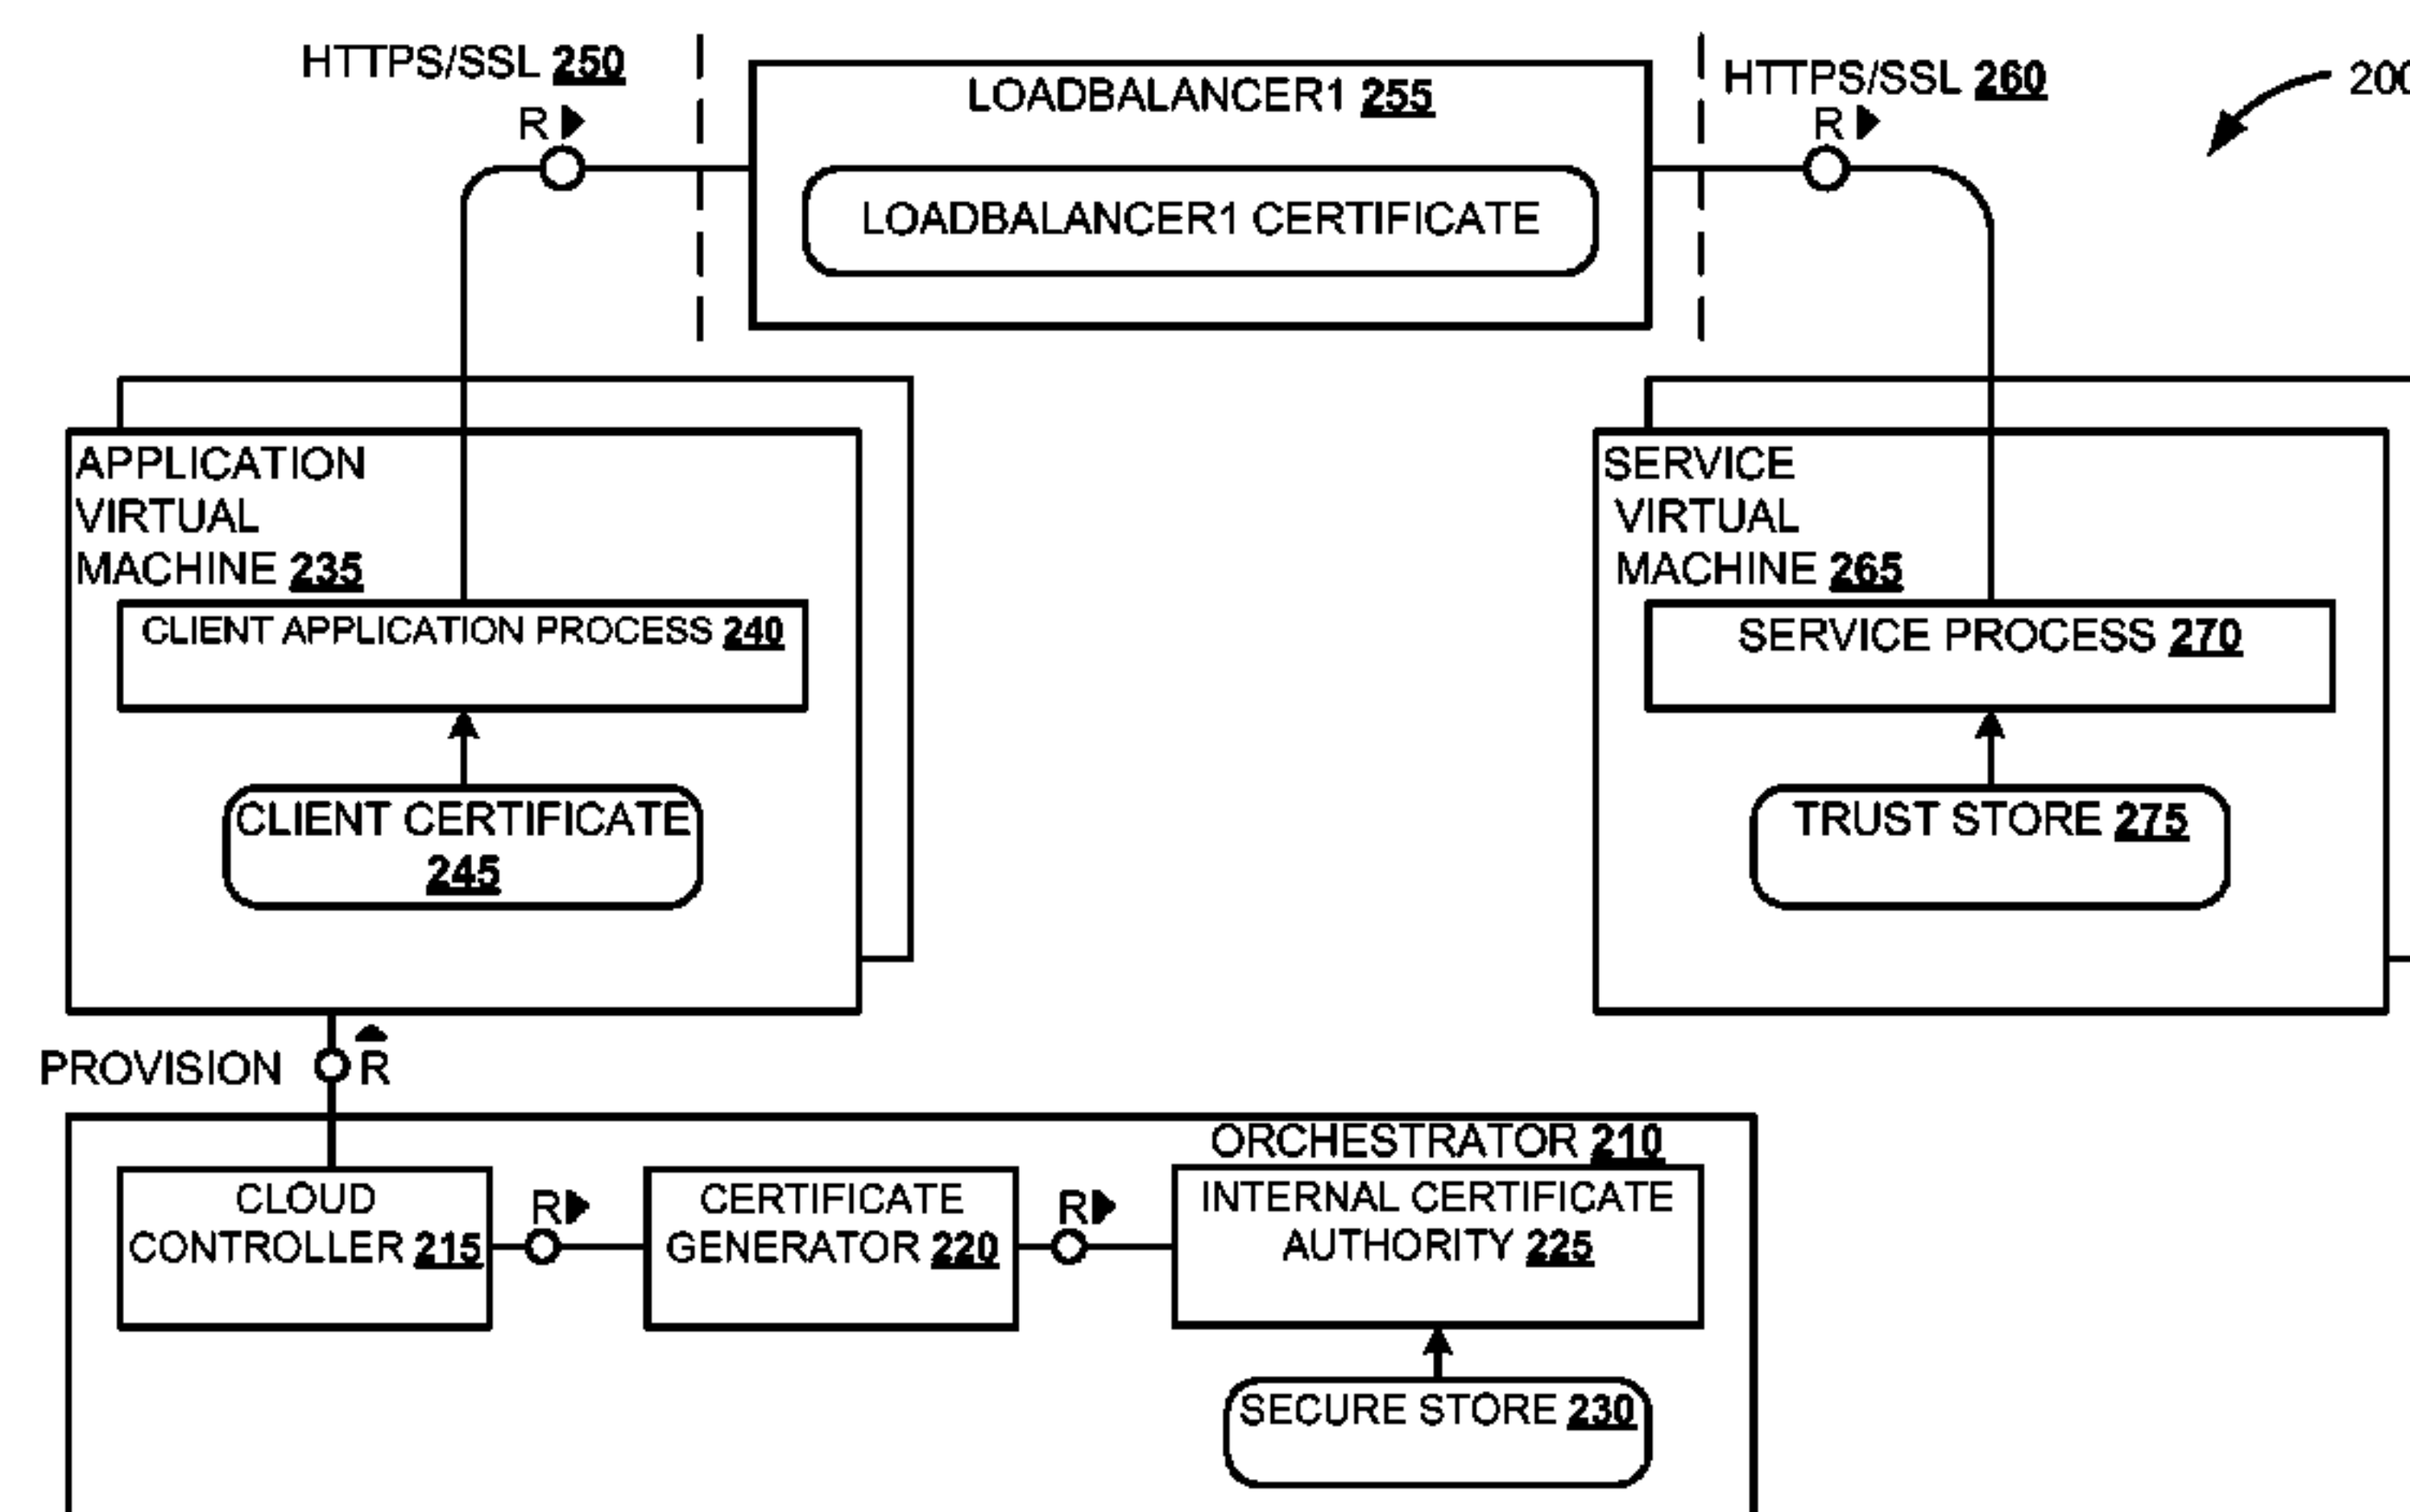 HTTPS/SSL 250
R
LOADBALANCER1 255
LOADBALANCER1 CERTIFICATE
HTTPS/SSL 260
R
200
APPLICATION
VIRTUAL
MACHINE 235
CLIENT APPLICATION PROCESS 240
CLIENT CERTIFICATE
245
SERVICE
VIRTUAL
MACHINE 265
SERVICE PROCESS 270
TRUST STORE 275
PROVISION
R
ORCHESTRATOR 210
CLOUD
CONTROLLER 215
R
CERTIFICATE
GENERATOR 220
R
INTERNAL CERTIFICATE
AUTHORITY 225
SECURE STORE 230